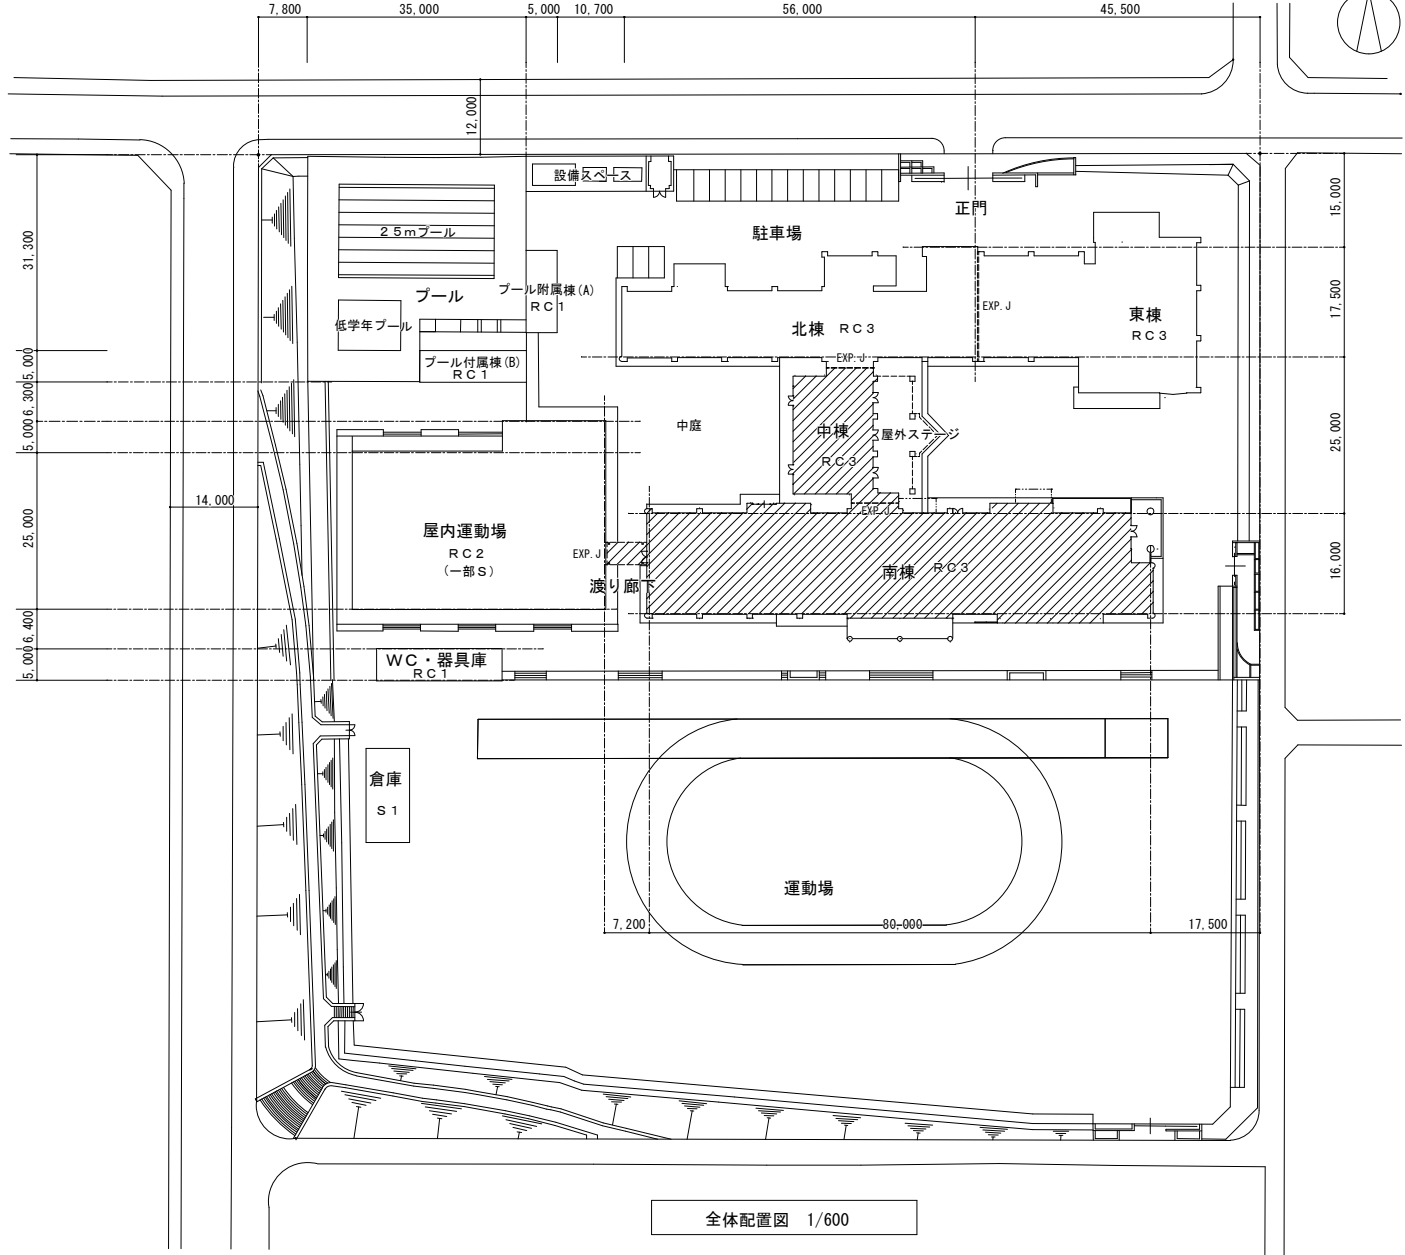 7,800
35,000
5,000
10,700
56,000
45,500
12,000
設備スペース
正門
15,000
駐車場
25mプール
31,300
プール
プール附属棟(A)
RC1
EXP.J
17,500
低学年プール
北棟 RC3
東棟
RC3
プール付属棟(B)
RC1
EXP.J
5,000
6,300
5,000
中庭
中棟
RC3
屋外ステージ
25,000
14,000
25,000
屋内運動場
RC2
(一部S)
EXP.J
EXP.J
渡り廊下
南棟 RC3
16,000
6,400
5,000
WC・器具庫
RC1
倉庫
S1
運動場
7,200
80,000
17,500
全体配置図 1/600